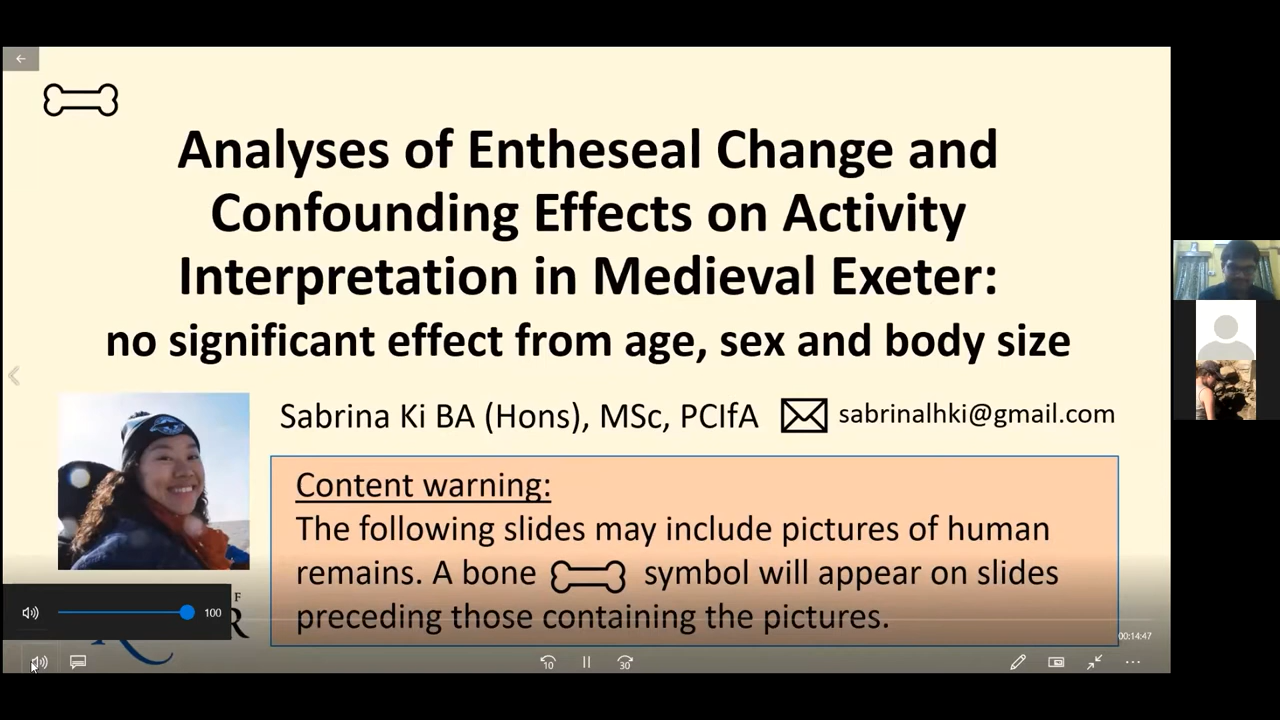 Analyses of Entheseal Change and
Confounding Effects on Activity
Interpretation in Medieval Exeter:
no significant effect from age, sex and body size
Sabrina Ki BA (Hons), MSc, PCIfA
sabrinalhki@gmail.com
Content warning:
The following slides may include pictures of human
remains. A bone symbol will appear on slides
preceding those containing the pictures.
100
00:14:47
10
30